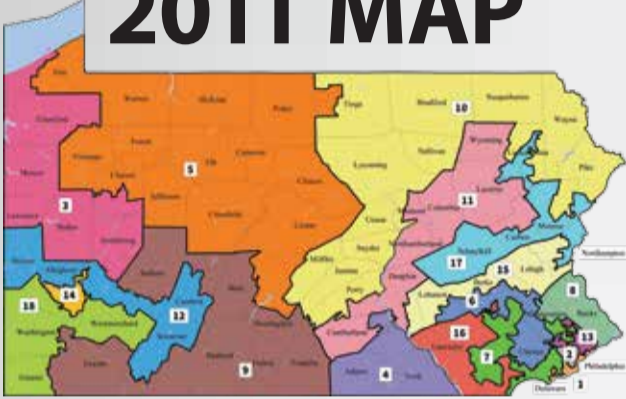 2011 MAP
Erie
Warren
McKean
Potter
Tioga
Bradford
10
Susquehanna
Wayne
Crawford
Forest
Elk
Cameron
Sullivan
Wyoming
Pike
Venango
5
Clarion
Clinton
Lycoming
Mercer
Jefferson
Clearfield
Centre
Union
Columbia
11
Luzerne
Monroe
3
Butler
Lawrence
Armstrong
Snyder
Northumberland
Carbon
Schuylkill
17
Northampton
Beaver
Allegheny
Indiana
Mifflin
Juniata
Dauphin
15
Lehigh
14
Blair
Perry
Lebanon
Berks
6
8
Bucks
18
12
Cambria
Huntingdon
Westmoreland
Cumberland
Washington
Somerset
16
Lancaster
7
Chester
13
2
Philadelphia
Greene
Fayette
Bedford
9
Fulton
Franklin
Adams
4
York
Delaware
1